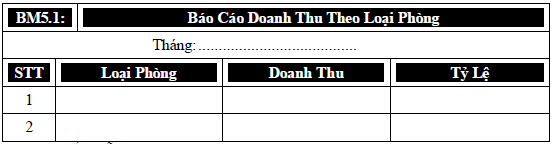 BM5.1: Báo Cáo Doanh Thu Theo Loại Phòng
Tháng:.......................................
STT Loại Phòng Doanh Thu Tỷ Lệ
1
2